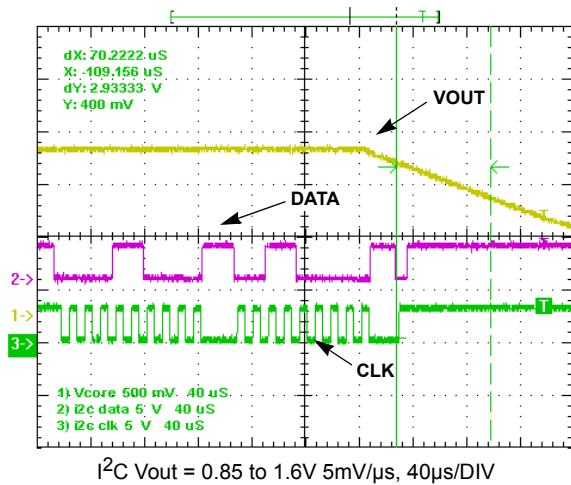 T
dX: 70.2222 uS
X: -109.156 uS
dY: 2.93333 V
Y: 400 mV
VOUT
DATA
T
2->
1->
T
3->
CLK
1) Vcore 500 mV 40 uS
2) i2c data 5 V 40 uS
3) i2c clk 5 V 40 uS
I²C Vout = 0.85 to 1.6V 5mV/µs, 40µs/DIV